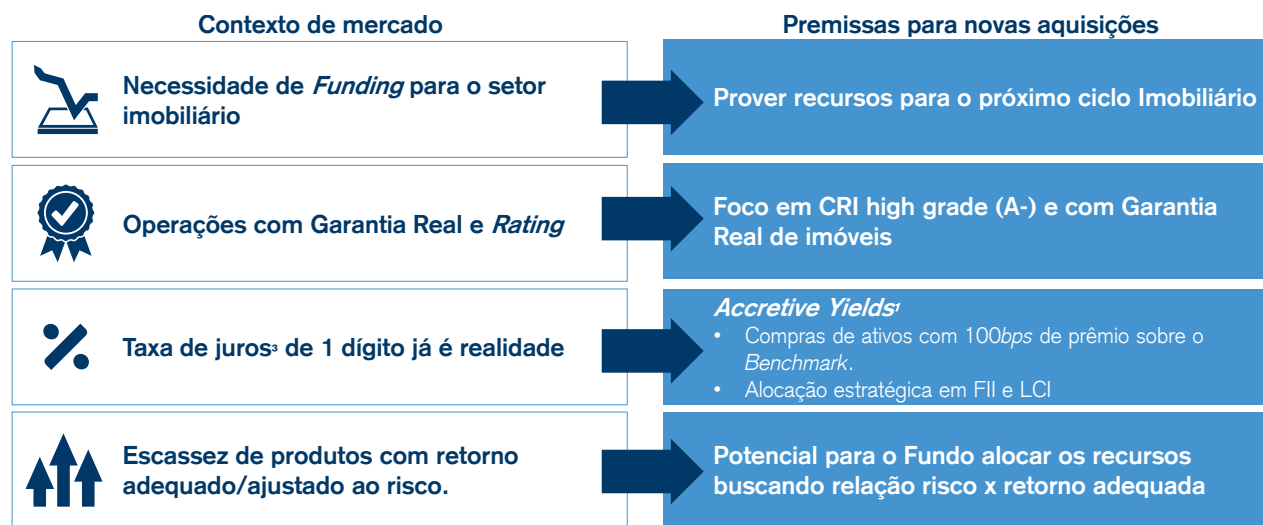 Contexto de mercado
Premissas para novas aquisições
Necessidade de Funding para o setor
imobiliário
Prover recursos para o próximo ciclo Imobiliário
Operações com Garantia Real e Rating
Foco em CRI high grade (A-) e com Garantia
Real de imóveis
Taxa de juros³ de 1 dígito já é realidade
Accretive Yields¹
• Compras de ativos com 100bps de prêmio sobre o
Benchmark.
• Alocação estratégica em FII e LCI
Escassez de produtos com retorno
adequado/ajustado ao risco.
Potencial para o Fundo alocar os recursos
buscando relação risco x retorno adequada